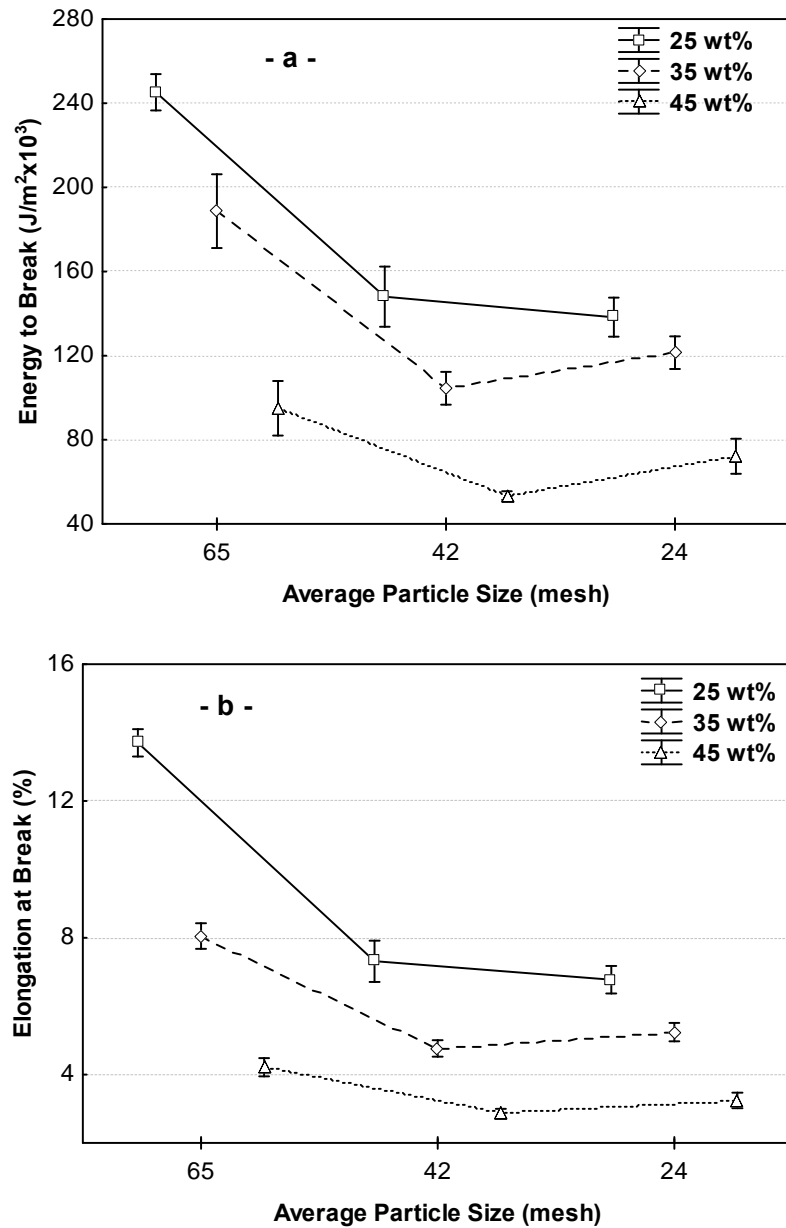 280
240
200
160
120
80
40
Energy to Break (J/m²x10³)
- a -
25 wt%
35 wt%
45 wt%
65 42 24
Average Particle Size (mesh)
16
12
8
4
Elongation at Break (%)
- b -
25 wt%
35 wt%
45 wt%
65 42 24
Average Particle Size (mesh)